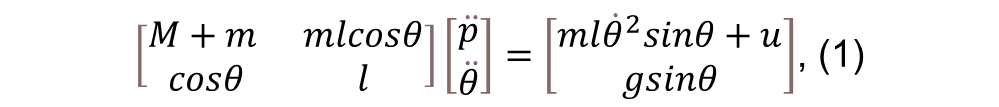 [M + m mlcosθ] [p̈] = [mlθ̇²sinθ + u], (1)
[cosθ l] [θ̈] [gsinθ]